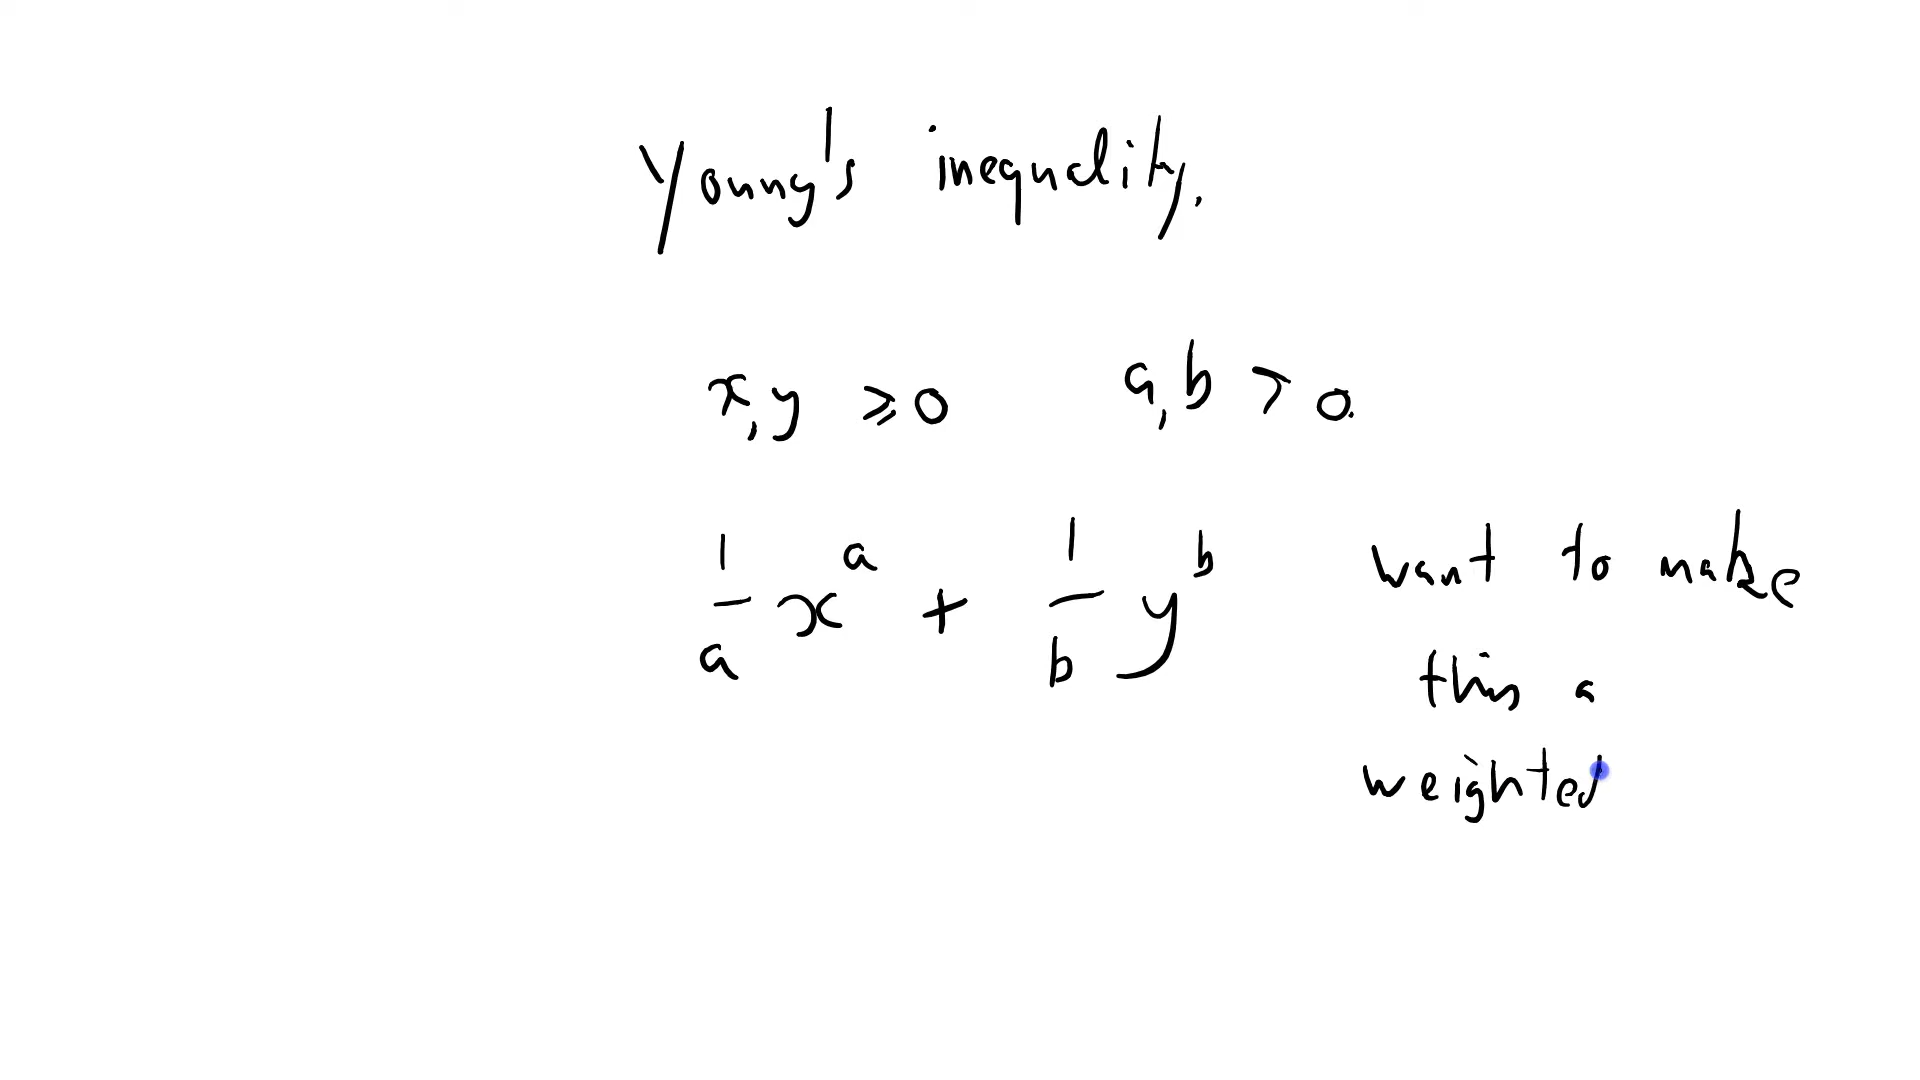 Young's inequality.
x, y ⩾ 0 a, b > 0.
1/a x^a + 1/b y^b want to make
this a
weighted